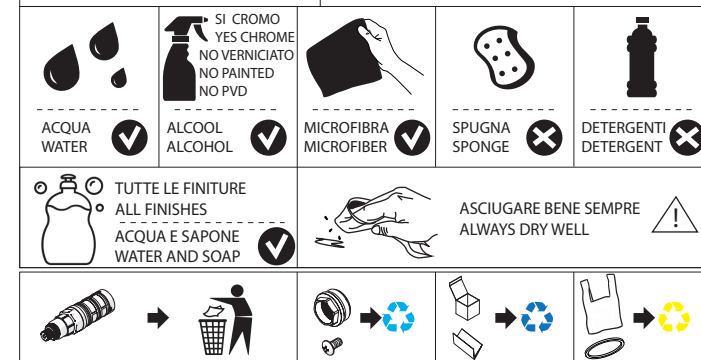 SI CROMO
YES CHROME
NO VERNICIATO
NO PAINTED
NO PVD
ACQUA
WATER
ALCOOL
ALCOHOL
MICROFIBRA
MICROFIBER
SPUGNA
SPONGE
DETERGENTI
DETERGENT
TUTTE LE FINITURE
ALL FINISHES
ACQUA E SAPONE
WATER AND SOAP
ASCIUGARE BENE SEMPRE
ALWAYS DRY WELL
!